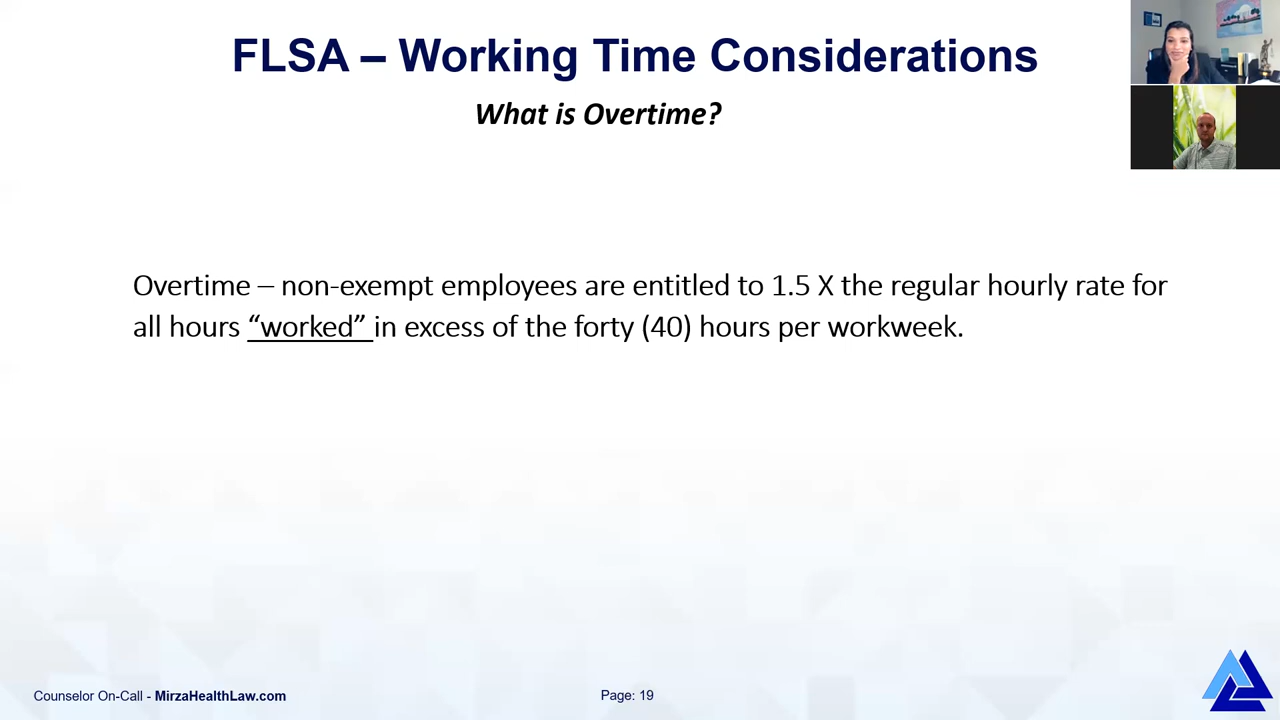 FLSA – Working Time Considerations
What is Overtime?
Overtime – non-exempt employees are entitled to 1.5 X the regular hourly rate for
all hours “worked” in excess of the forty (40) hours per workweek.
Counselor On-Call - MirzaHealthLaw.com
Page: 19